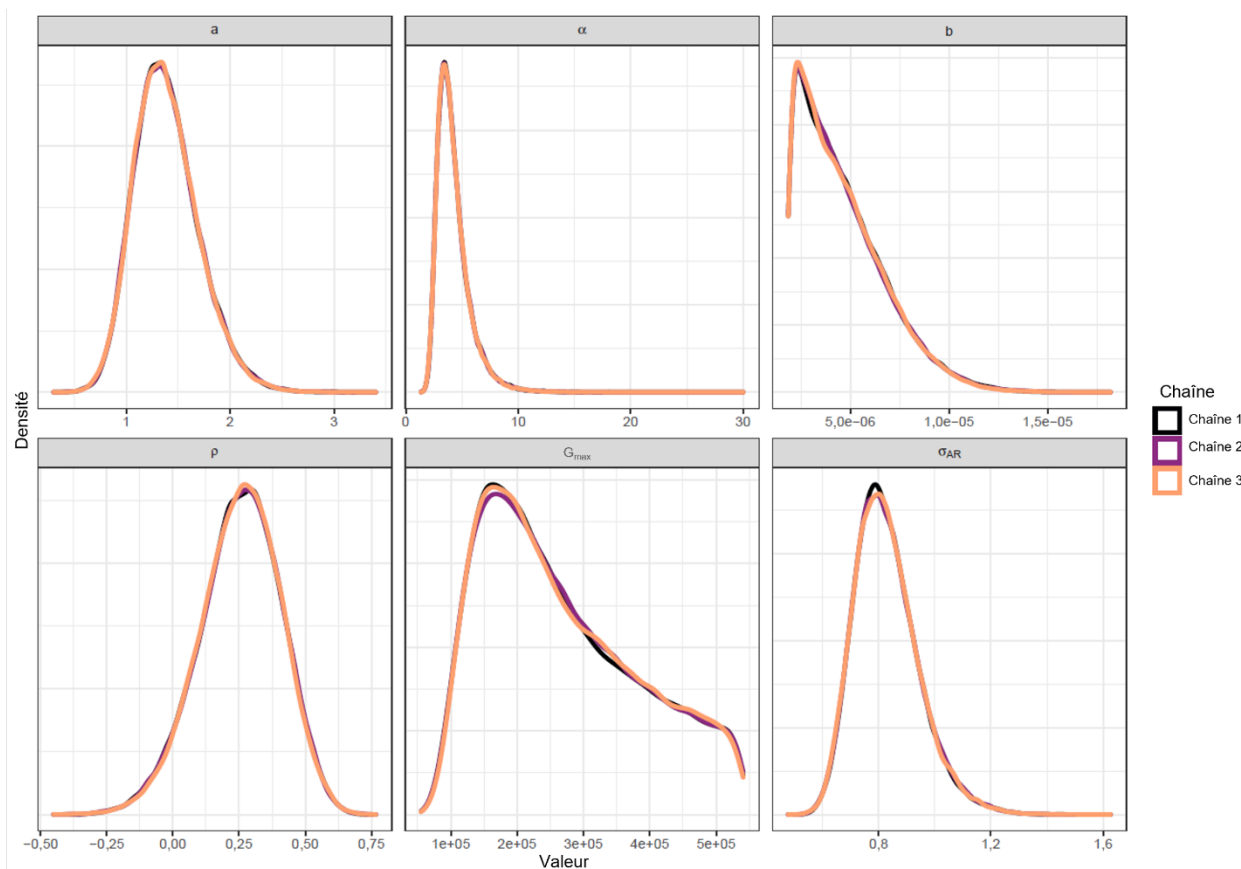 a α b
1 2 3
0 10 20 30
5,0e−06 1,0e−05 1,5e−05
Densité
ρ G_max σ_AR
−0,50 −0,25 0,00 0,25 0,50 0,75
1e+05 2e+05 3e+05 4e+05 5e+05
0,8 1,2 1,6
Valeur
Chaîne
Chaîne 1
Chaîne 2
Chaîne 3